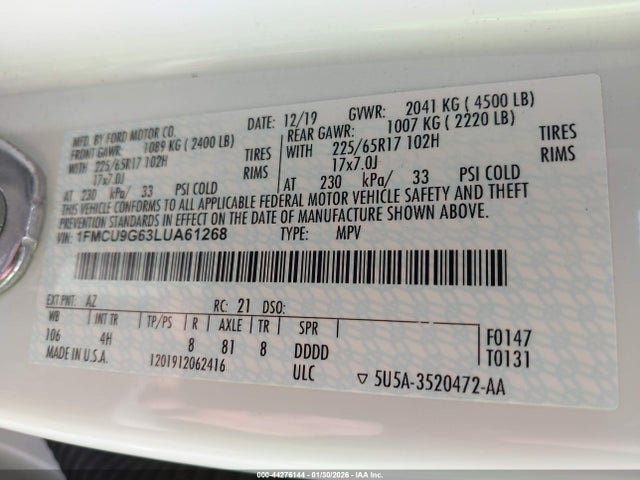 MFD. BY FORD MOTOR CO.
DATE: 12/19 GVWR: 2041 KG ( 4500 LB)
FRONT GAWR: 1089 KG ( 2400 LB) REAR GAWR: 1007 KG ( 2220 LB)
WITH 225/65R17 102H TIRES WITH 225/65R17 102H TIRES
17x7.0J RIMS 17x7.0J RIMS
AT 230 kPa/ 33 PSI COLD AT 230 kPa/ 33 PSI COLD
THIS VEHICLE CONFORMS TO ALL APPLICABLE FEDERAL MOTOR VEHICLE SAFETY AND THEFT
PREVENTION STANDARDS IN EFFECT ON THE DATE OF MANUFACTURE SHOWN ABOVE.
VIN: 1FMCU9G63LUA61268 TYPE: MPV
EXT PNT: AZ RC: 21 DSO:
WB INT TR TP/PS R AXLE TR SPR
106 4H 8 81 8 DDDD
F0147
T0131
MADE IN U.S.A. 1201912062416 ULC ▽ 5U5A-3520472-AA
000-44276144 - 01/30/2026 - IAA Inc.